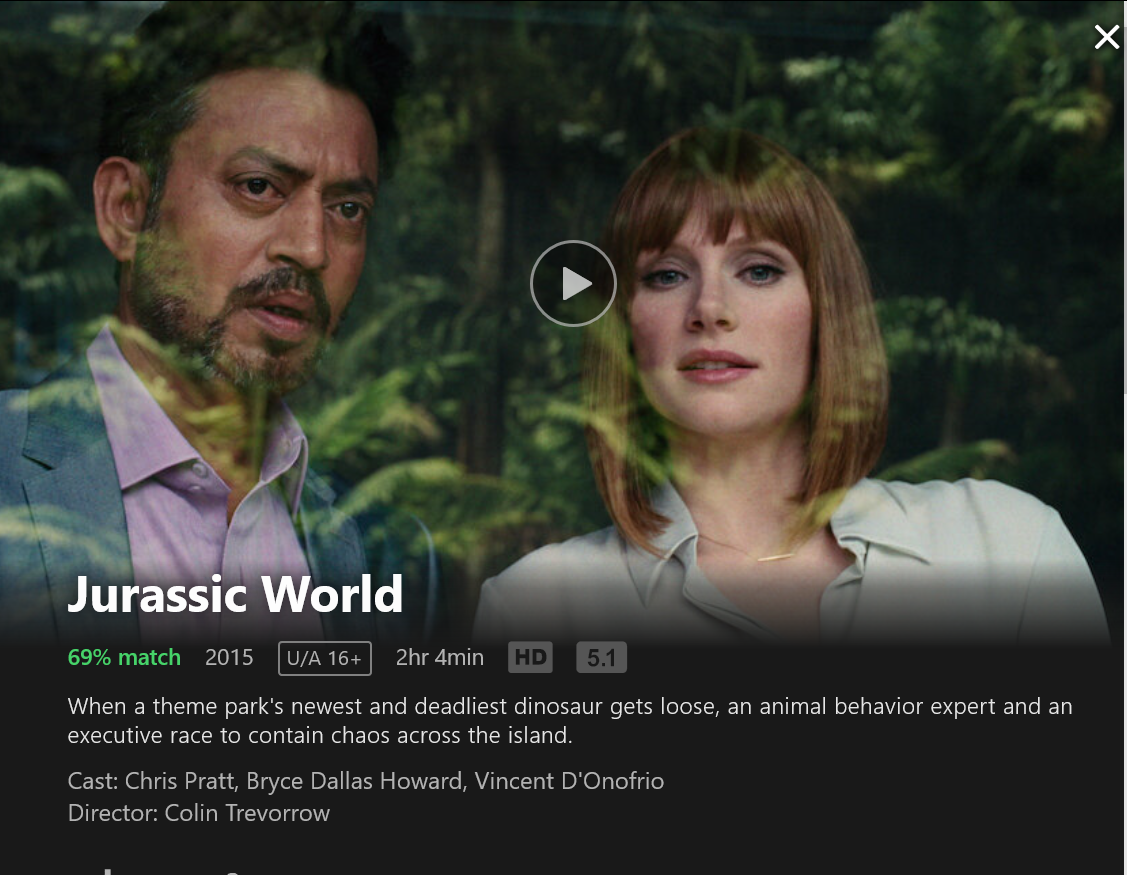 Jurassic World
69% match 2015 U/A 16+ 2hr 4min HD 5.1
When a theme park's newest and deadliest dinosaur gets loose, an animal behavior expert and an
executive race to contain chaos across the island.
Cast: Chris Pratt, Bryce Dallas Howard, Vincent D'Onofrio
Director: Colin Trevorrow